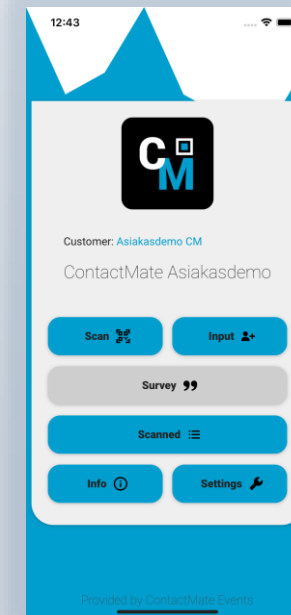 12:43
CM
Customer: Asiakasdemo CM
ContactMate Asiakasdemo
Scan
Input
Survey
Scanned
Info
Settings
Provided by ContactMate Events